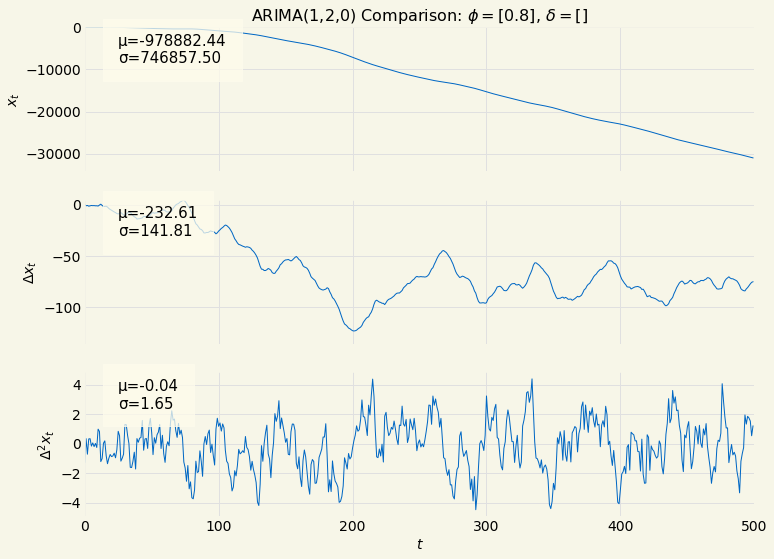 ARIMA(1,2,0) Comparison: ϕ = [0.8], δ = []
0
−10000
−20000
−30000
x_t
μ=-978882.44
σ=746857.50
0
−50
−100
Δx_t
μ=-232.61
σ=141.81
4
2
0
−2
−4
Δ²x_t
μ=-0.04
σ=1.65
0 100 200 300 400 500
t